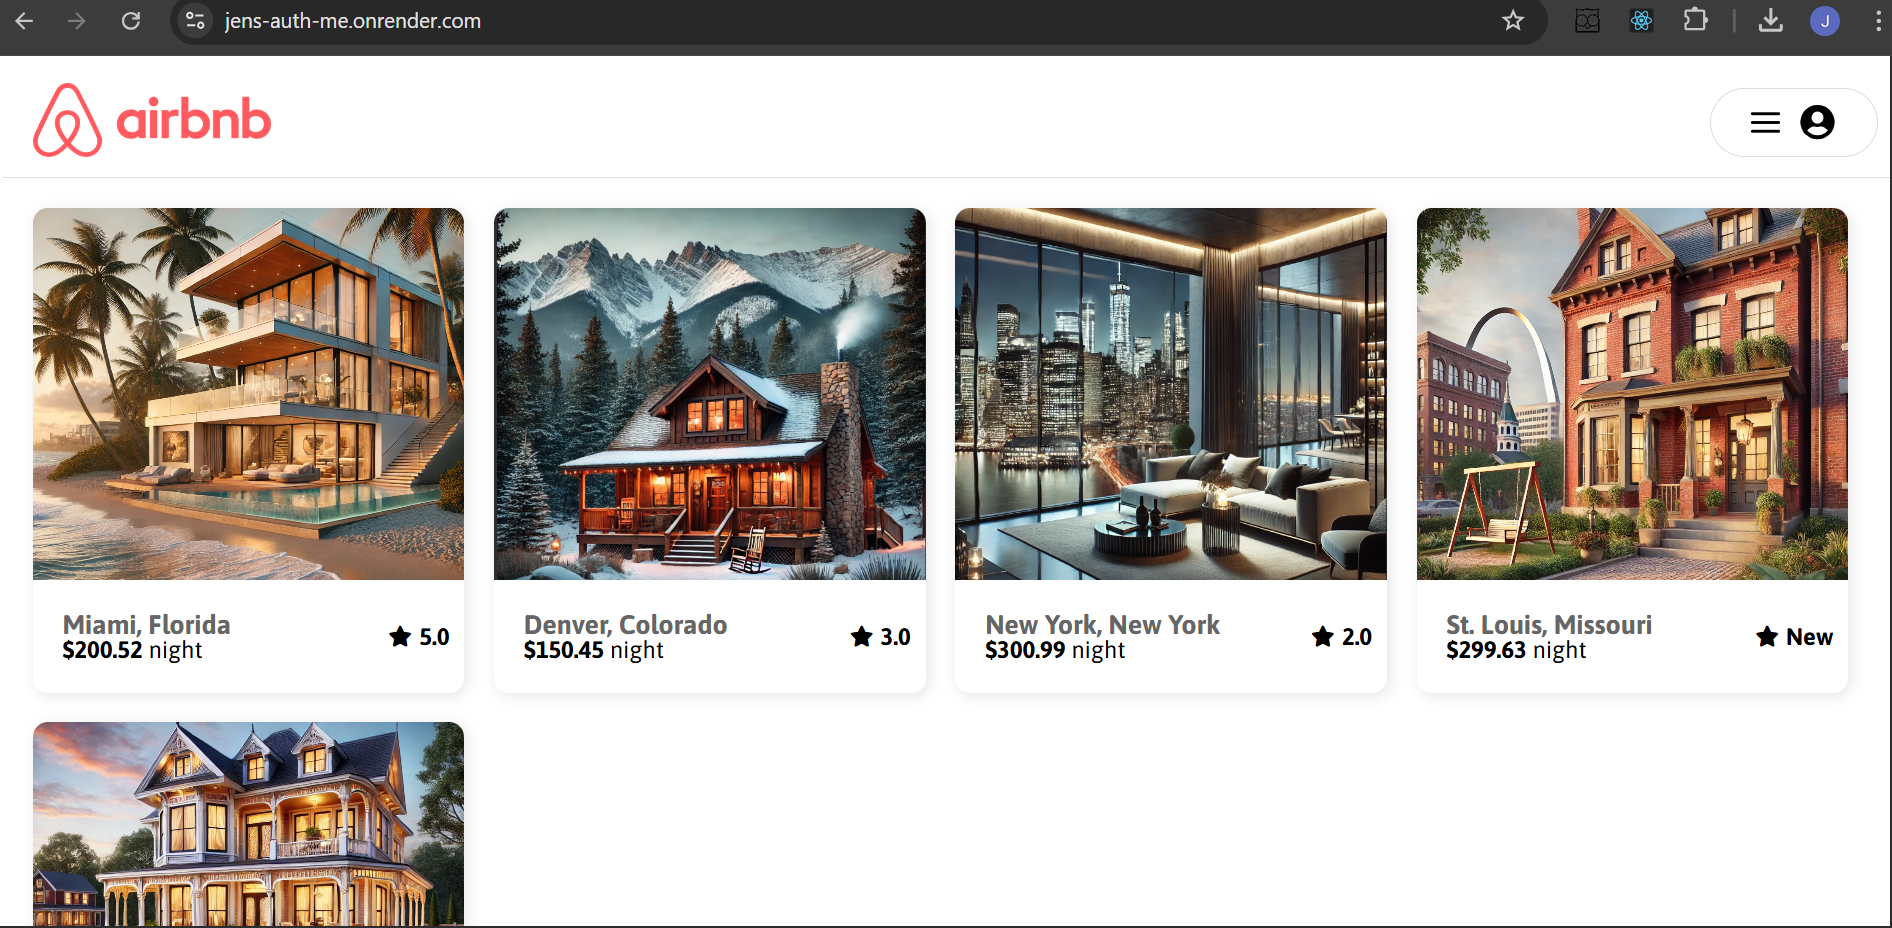 jens-auth-me.onrender.com
J
airbnb
Miami, Florida
$200.52 night
5.0
Denver, Colorado
$150.45 night
3.0
New York, New York
$300.99 night
2.0
St. Louis, Missouri
$299.63 night
New